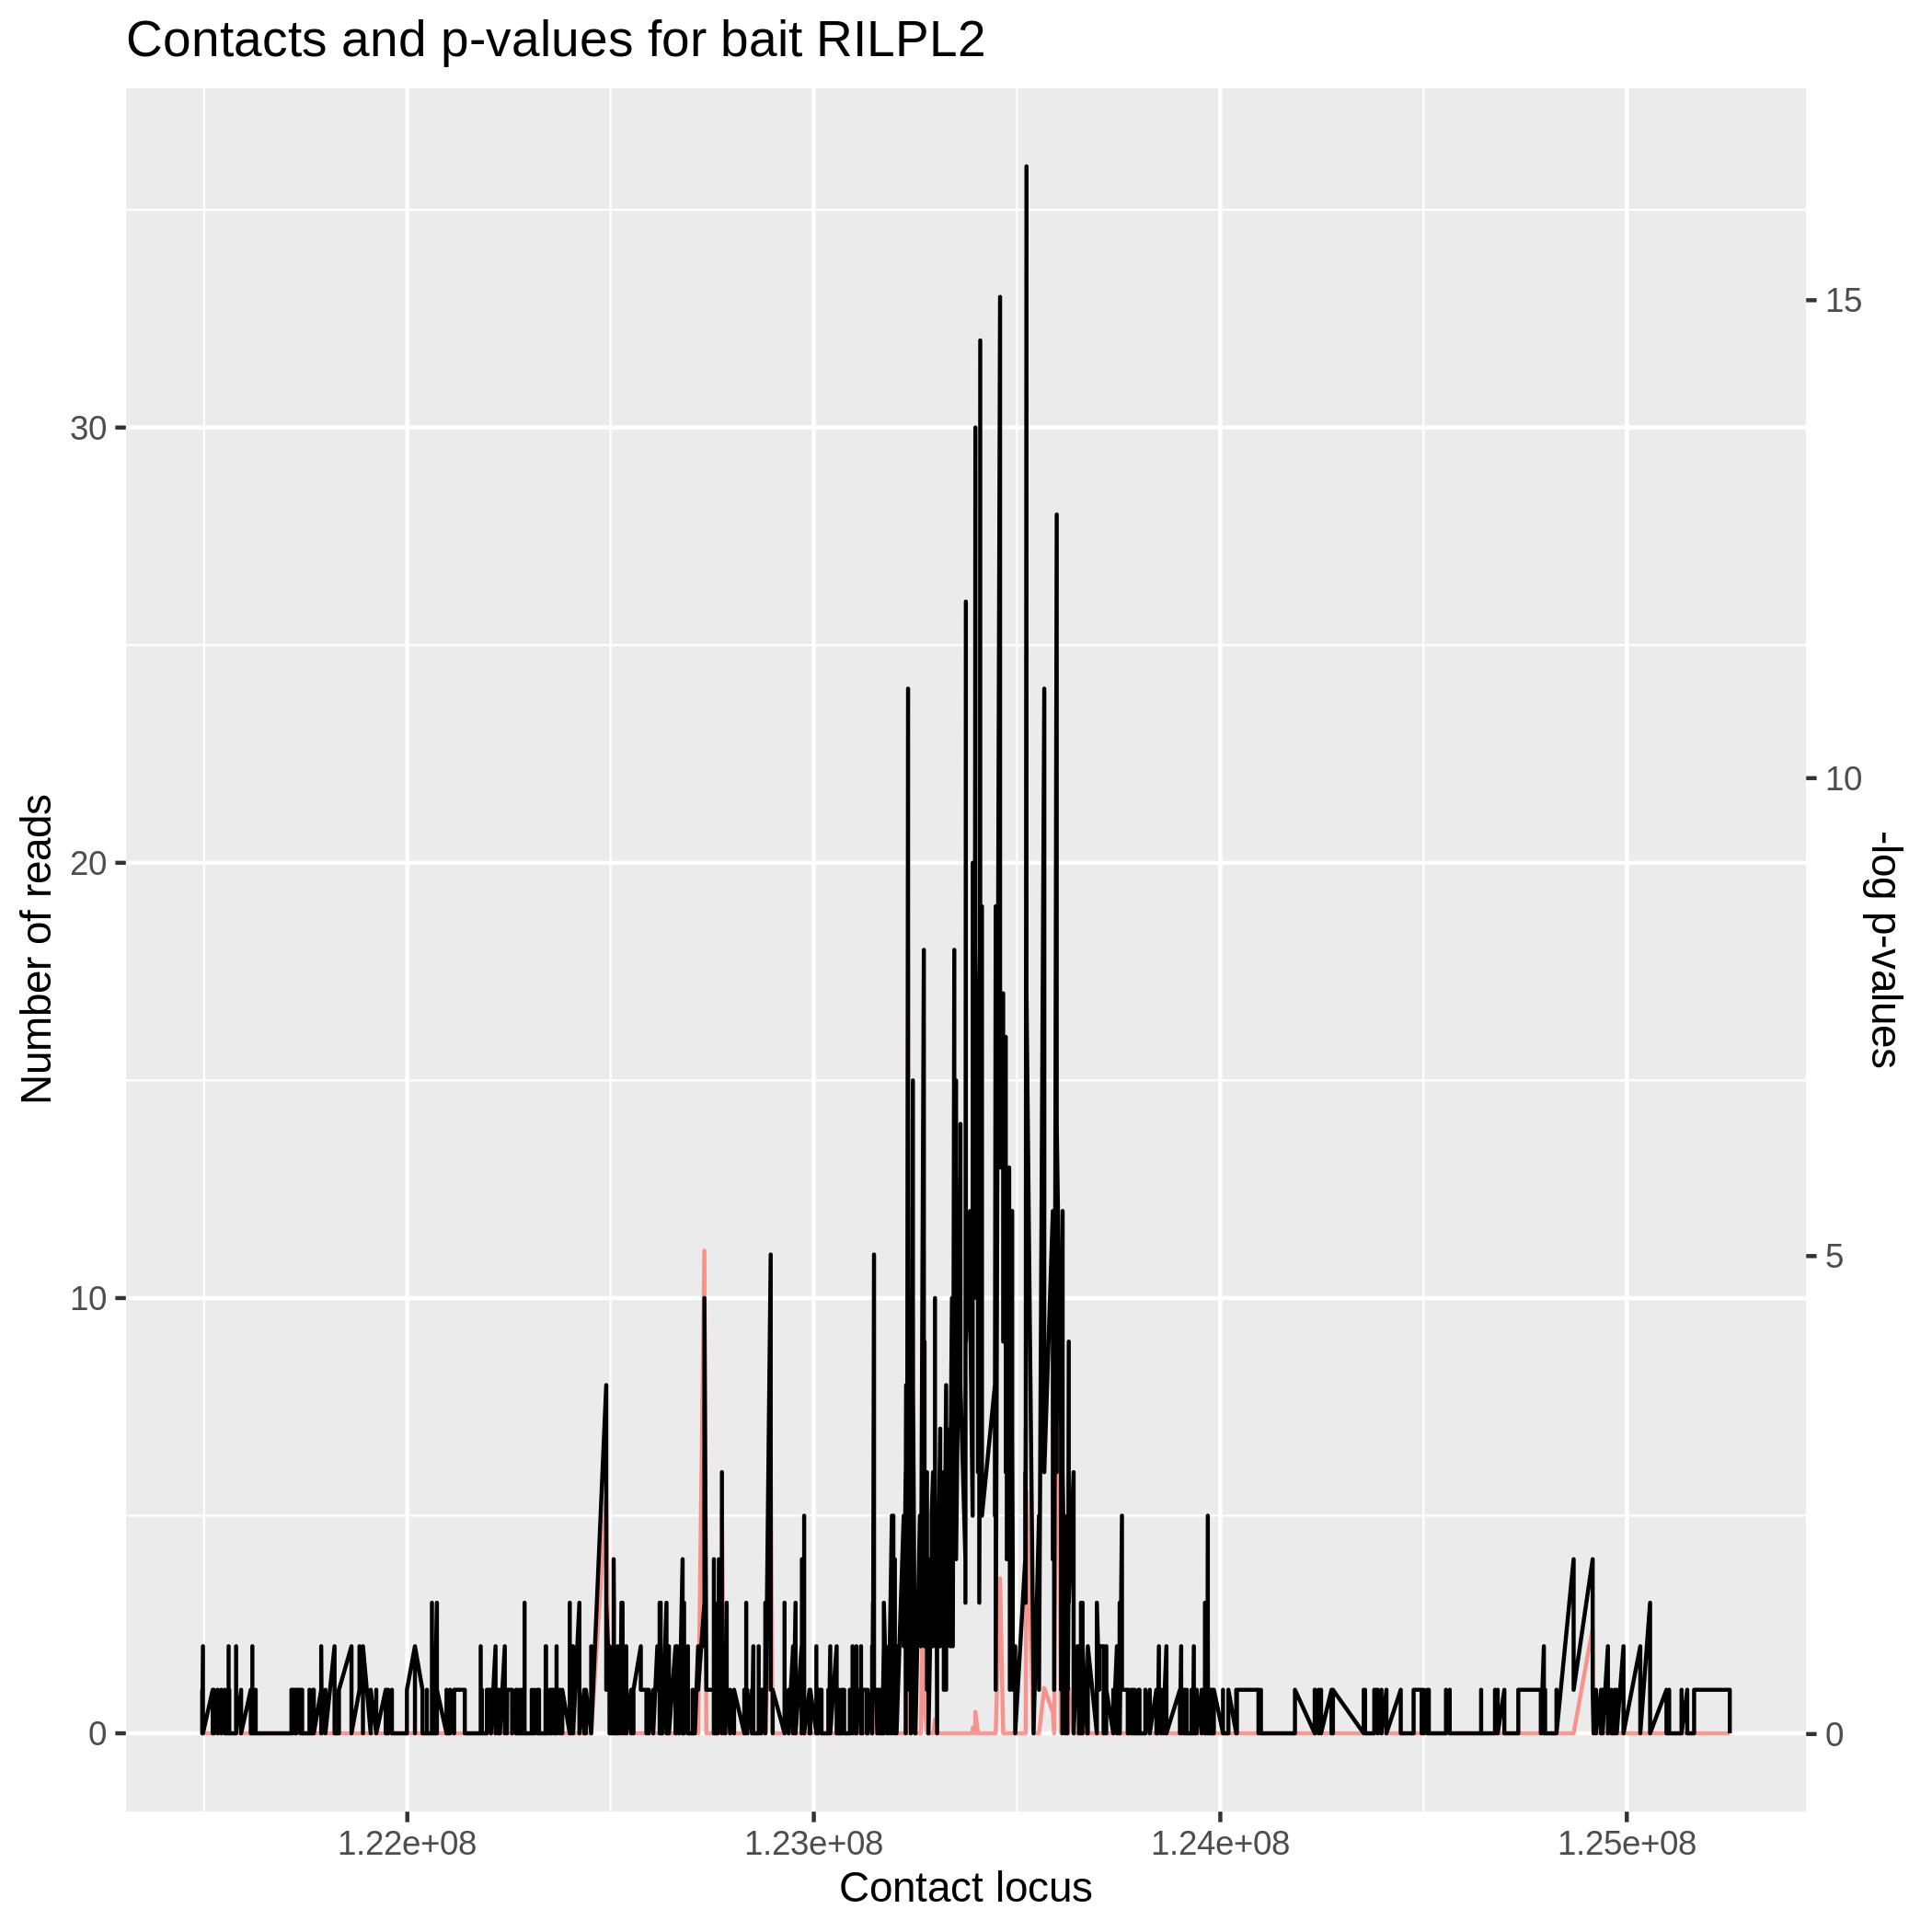 Contacts and p-values for bait RILPL2
Number of reads
30
20
10
0
15
10
5
0
-log p-values
1.22e+08
1.23e+08
1.24e+08
1.25e+08
Contact locus